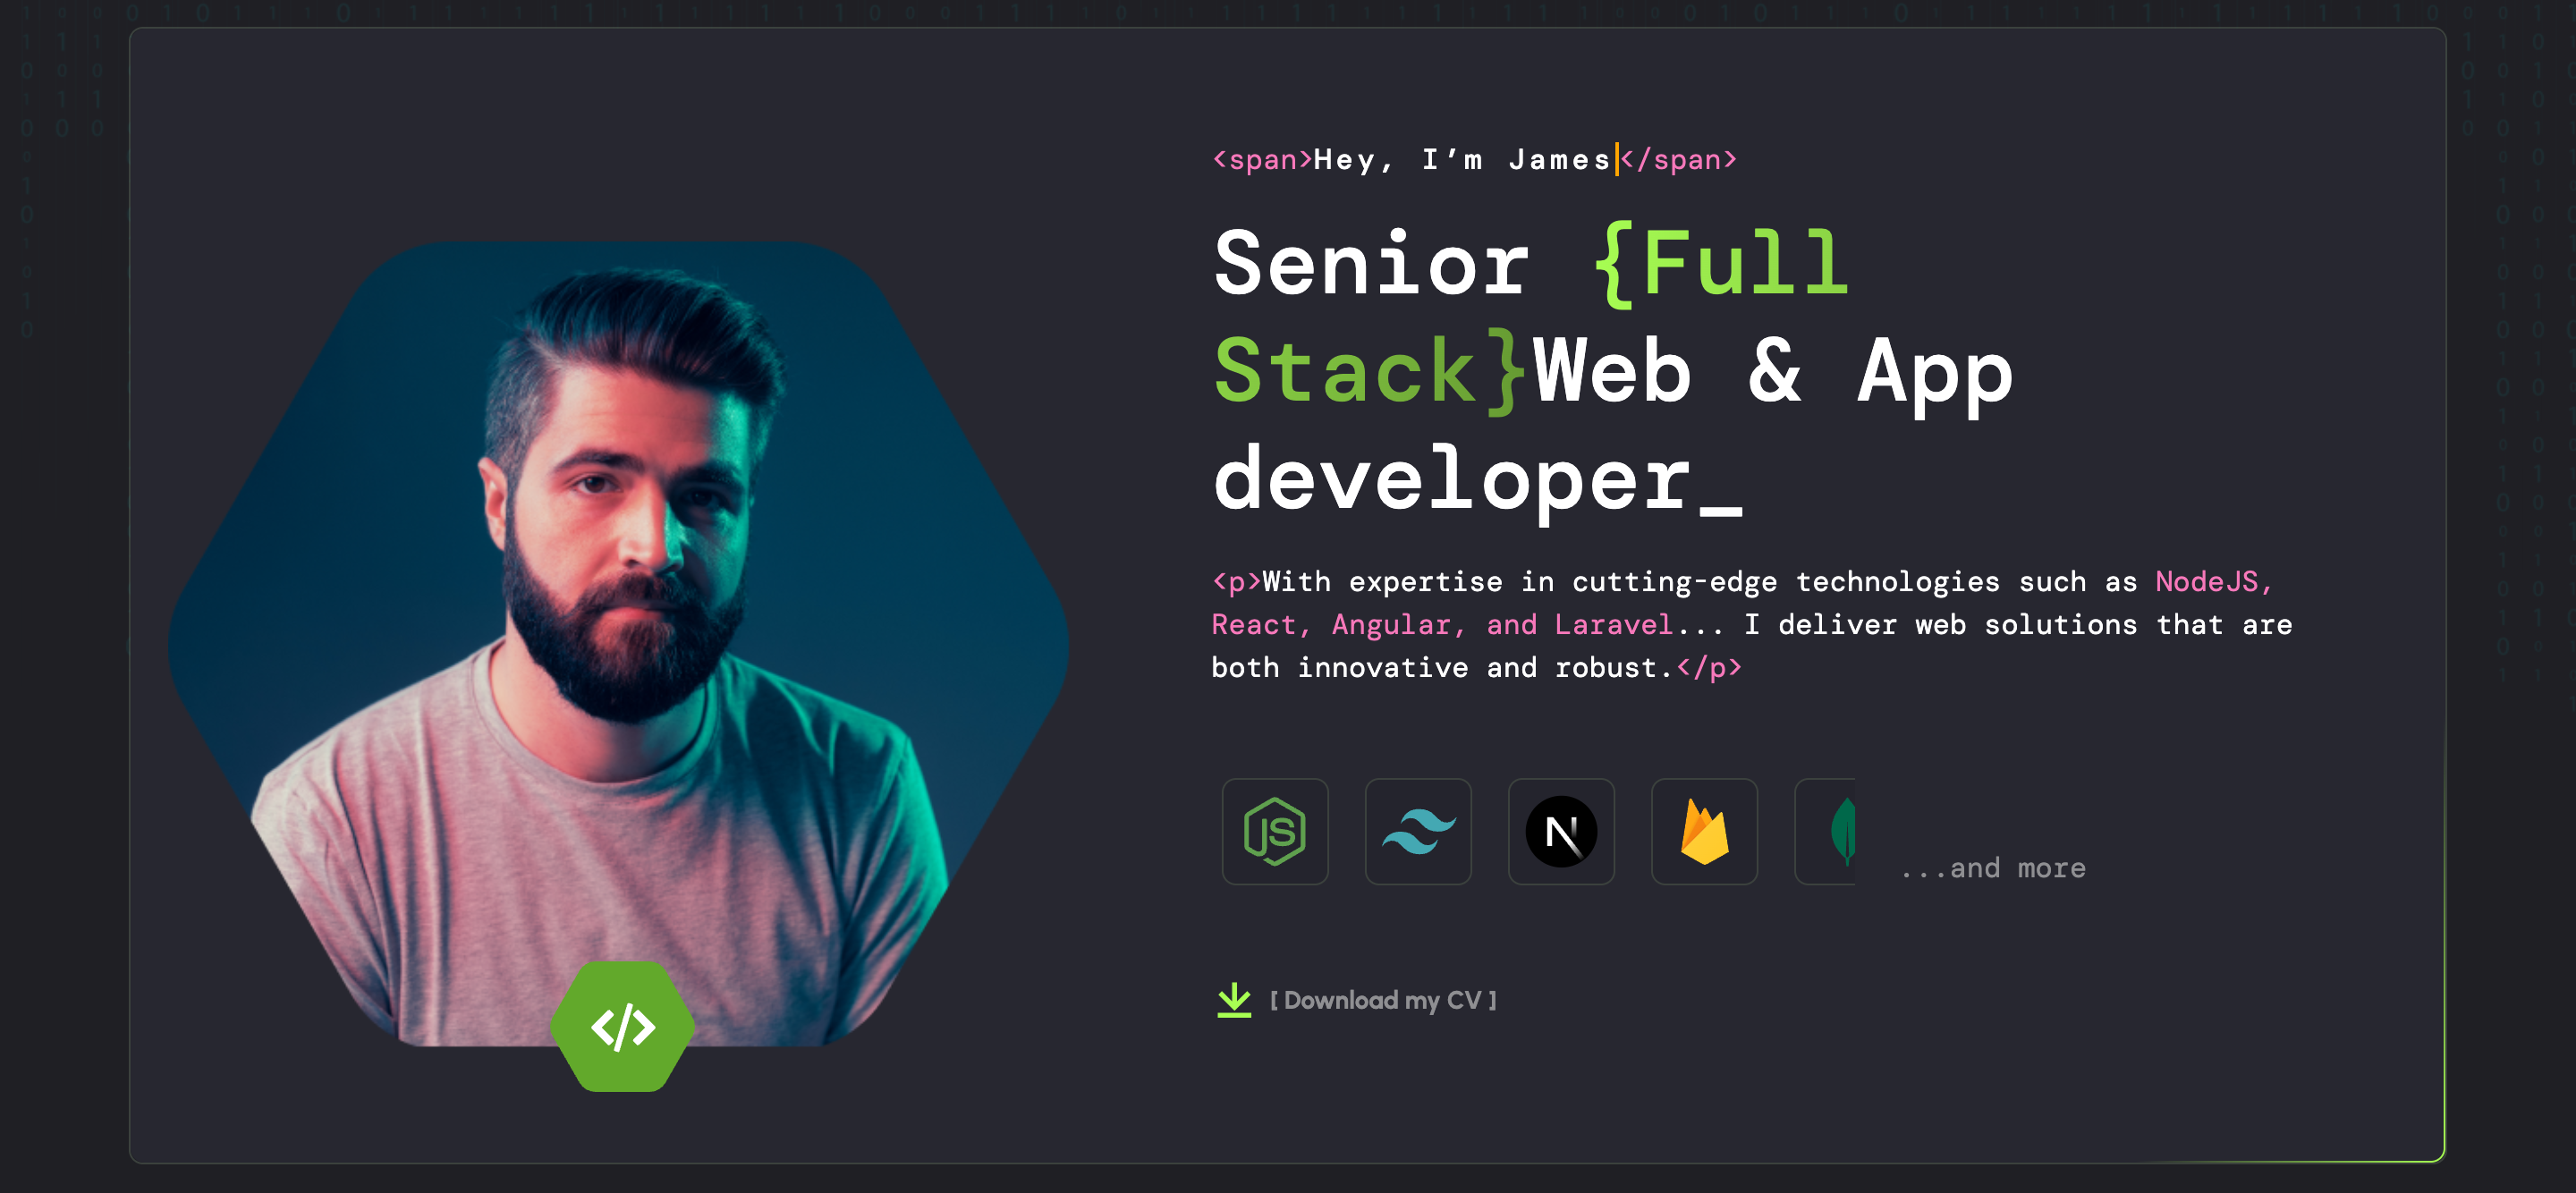 <span>Hey, I’m James|</span>
Senior {Full
Stack}Web & App
developer_
<p>With expertise in cutting-edge technologies such as NodeJS,
React, Angular, and Laravel... I deliver web solutions that are
both innovative and robust.</p>
JS
N
...and more
</>
[ Download my CV ]